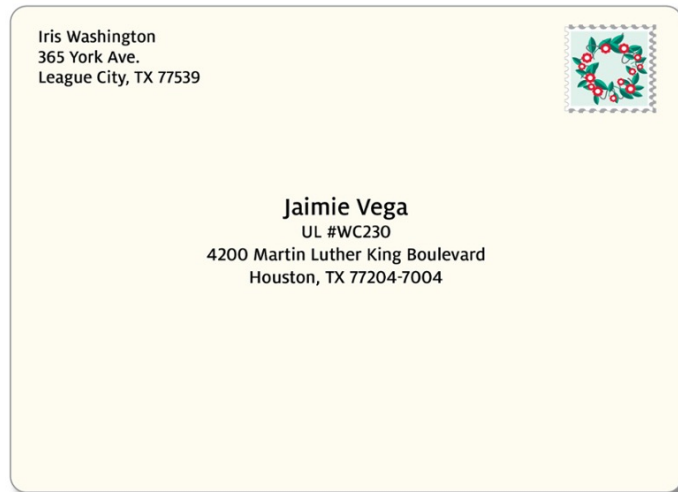 Iris Washington
365 York Ave.
League City, TX 77539
Jaimie Vega
UL #WC230
4200 Martin Luther King Boulevard
Houston, TX 77204-7004